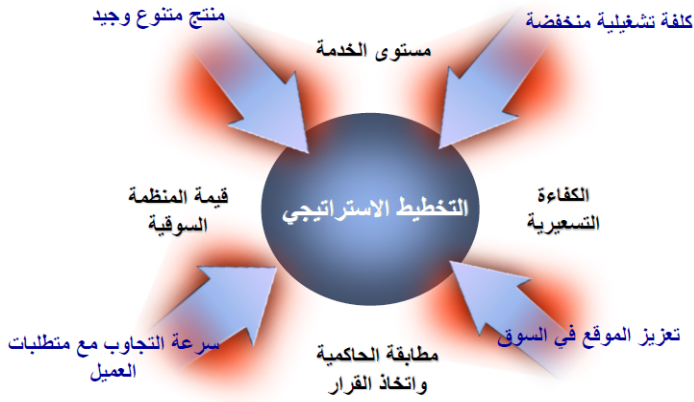 كلفة تشغيلية منخفضة
منتج متنوع وجيد
مستوى الخدمة
الكفاءة
التسعيرية
التخطيط الاستراتيجي
قيمة المنظمة
السوقية
تعزيز الموقع في السوق
مطابقة الحاكمية
واتخاذ القرار
سرعة التجاوب مع متطلبات
العميل